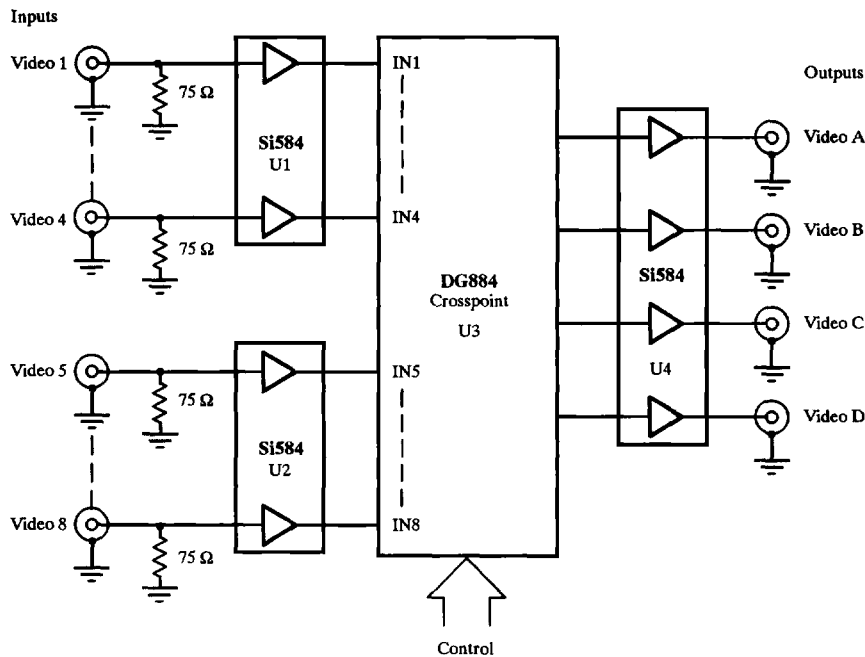 Inputs
Video 1
75 Ω
Si584
U1
Video 4
75 Ω
Video 5
75 Ω
Si584
U2
Video 8
75 Ω
IN1
IN4
DG884
Crosspoint
U3
IN5
IN8
Control
Outputs
Video A
Video B
Si584
Video C
U4
Video D